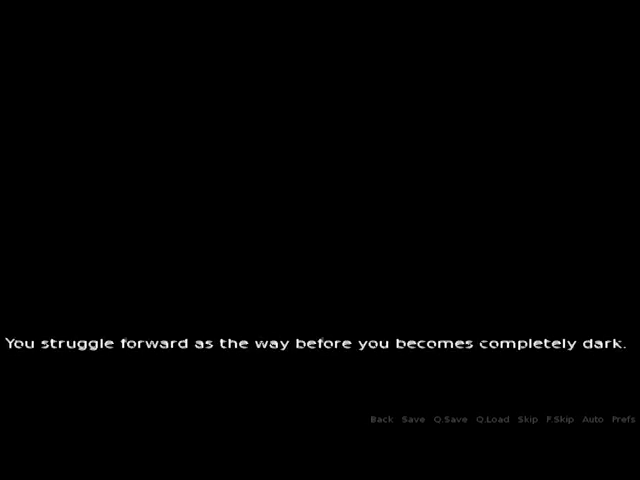 You struggle forward as the way before you becomes completely dark.
Back Save Q.Save Q.Load Skip F.Skip Auto Prefs